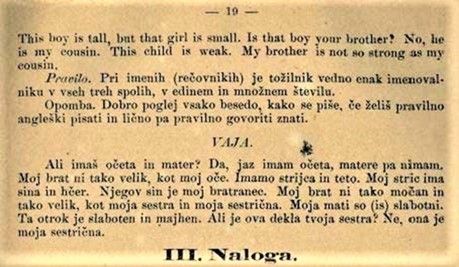 — 19 —
This boy is tall, but that girl is small. Is that boy your brother? No, he
is my cousin. This child is weak. My brother is not so strong as my
cousin.
Pravilo. Pri imenih (rečovnikih) je tožilnik vedno enak imenoval-
niku v vseh treh spolih, v edinem in množnem številu.
Opomba. Dobro poglej vsako besedo, kako se piše, če želiš pravilno
angleški pisati in lično pa pravilno govoriti znati.
VAJA.
Ali imaš očeta in mater? Da, jaz imam očeta, matere pa nimam.
Moj brat ni tako velik, kot moj oče. Imamo strijca in teto. Moj stric ima
sina in hčer. Njegov sin je moj bratranec. Moj brat ni tako močan in
tako velik, kot moja sestra in moja sestrična. Moja mati so (is) slabotni.
Ta otrok je slaboten in majhen. Ali je ova dekla tvoja sestra? Ne, ona je
moja sestrična.
III. Naloga.